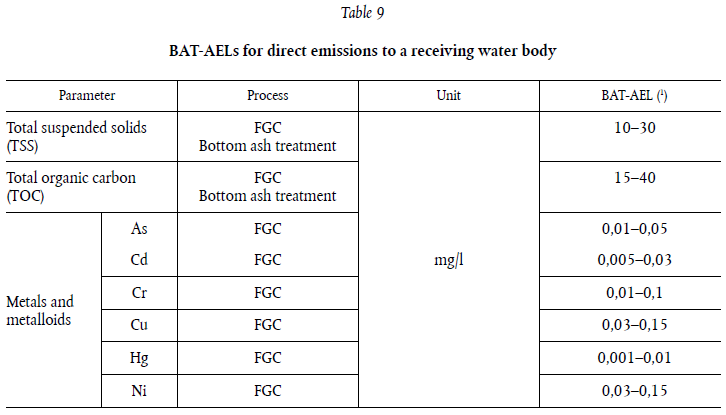 Table 9
BAT-AELs for direct emissions to a receiving water body
Parameter Process Unit BAT-AEL (¹)
Total suspended solids (TSS) FGC Bottom ash treatment mg/l 10–30
Total organic carbon (TOC) FGC Bottom ash treatment 15–40
Metals and metalloids As FGC 0,01–0,05
Cd FGC 0,005–0,03
Cr FGC 0,01–0,1
Cu FGC 0,03–0,15
Hg FGC 0,001–0,01
Ni FGC 0,03–0,15